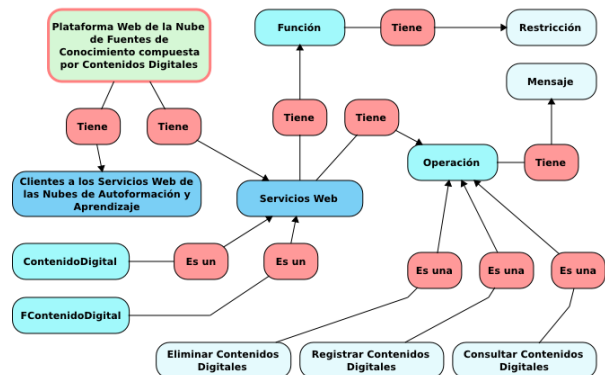 Plataforma Web de la Nube
de Fuentes de
Conocimiento compuesta
por Contenidos Digitales
Función
Tiene
Restricción
Mensaje
Tiene
Tiene
Tiene
Tiene
Operación
Tiene
Clientes a los Servicios Web de
las Nubes de Autoformación y
Aprendizaje
Servicios Web
ContenidoDigital
Es un
Es un
Es una
Es una
Es una
FContenidoDigital
Eliminar Contenidos
Digitales
Registrar Contenidos
Digitales
Consultar Contenidos
Digitales